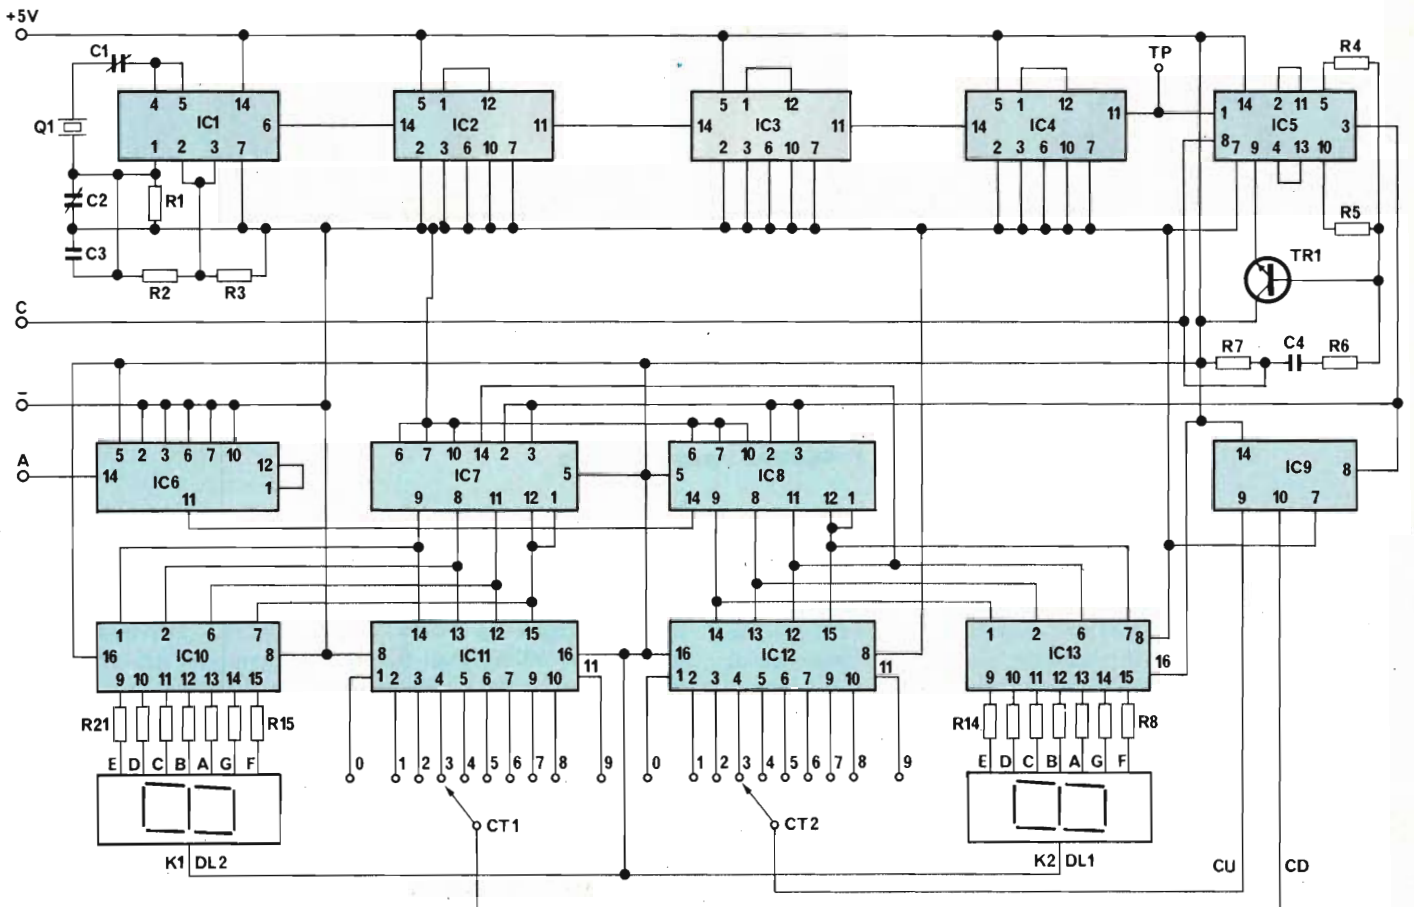 +5V
C1
TP
R4
4 5 14
5 1 12
5 1 12
5 1 12
14 2 11 5
Q1
IC1 6
14 IC2 11
14 IC3 11
14 IC4 11
1 IC5 3
8
1 2 3 7
2 3 6 10 7
2 3 6 10 7
2 3 6 10 7
7 9 4 13 10
C2
R1
R5
C3
TR1
R2
R3
C
R7
C4
R6
–
A
5 2 3 6 7 10
6 7 10 14 2 3
6 7 10 2 3
14
14 IC6 12
1
11
IC7 5
5 IC8
IC9 8
9 8 11 12 1
14 9 8 11 12 1
9 10 7
1 2 6 7
14 13 12 15
14 13 12 15
1 2 6 7 8
16 IC10 8
8 IC11 16
16 IC12 8
IC13 16
9 10 11 12 13 14 15
1 2 3 4 5 6 7 9 10 11
1 2 3 4 5 6 7 9 10 11
9 10 11 12 13 14 15
R21
R15
R14
R8
E D C B A G F
0 1 2 3 4 5 6 7 8 9
0 1 2 3 4 5 6 7 8 9
E D C B A G F
CT1
CT2
K1 DL2
K2 DL1
CU
CD